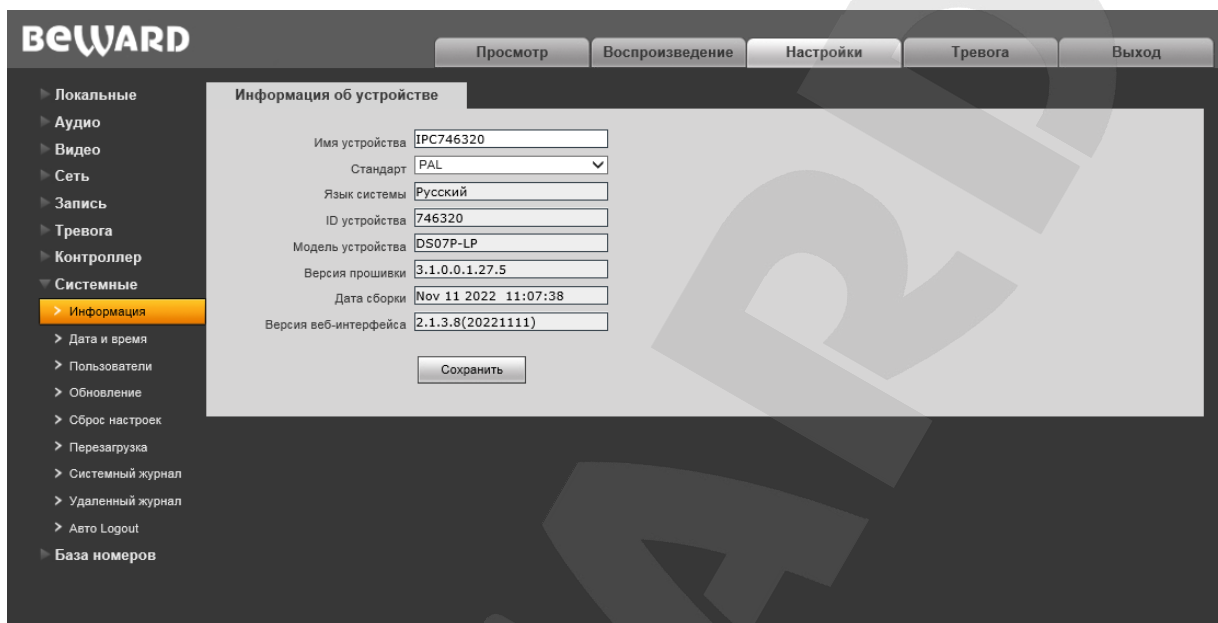 BEWARD
Просмотр Воспроизведение Настройки Тревога Выход
Локальные
Аудио
Видео
Сеть
Запись
Тревога
Контроллер
Системные
Информация
Дата и время
Пользователи
Обновление
Сброс настроек
Перезагрузка
Системный журнал
Удаленный журнал
Авто Logout
База номеров
Информация об устройстве
Имя устройства IPC746320
Стандарт PAL
Язык системы Русский
ID устройства 746320
Модель устройства DS07P-LP
Версия прошивки 3.1.0.0.1.27.5
Дата сборки Nov 11 2022 11:07:38
Версия веб-интерфейса 2.1.3.8(20221111)
Сохранить
ARD